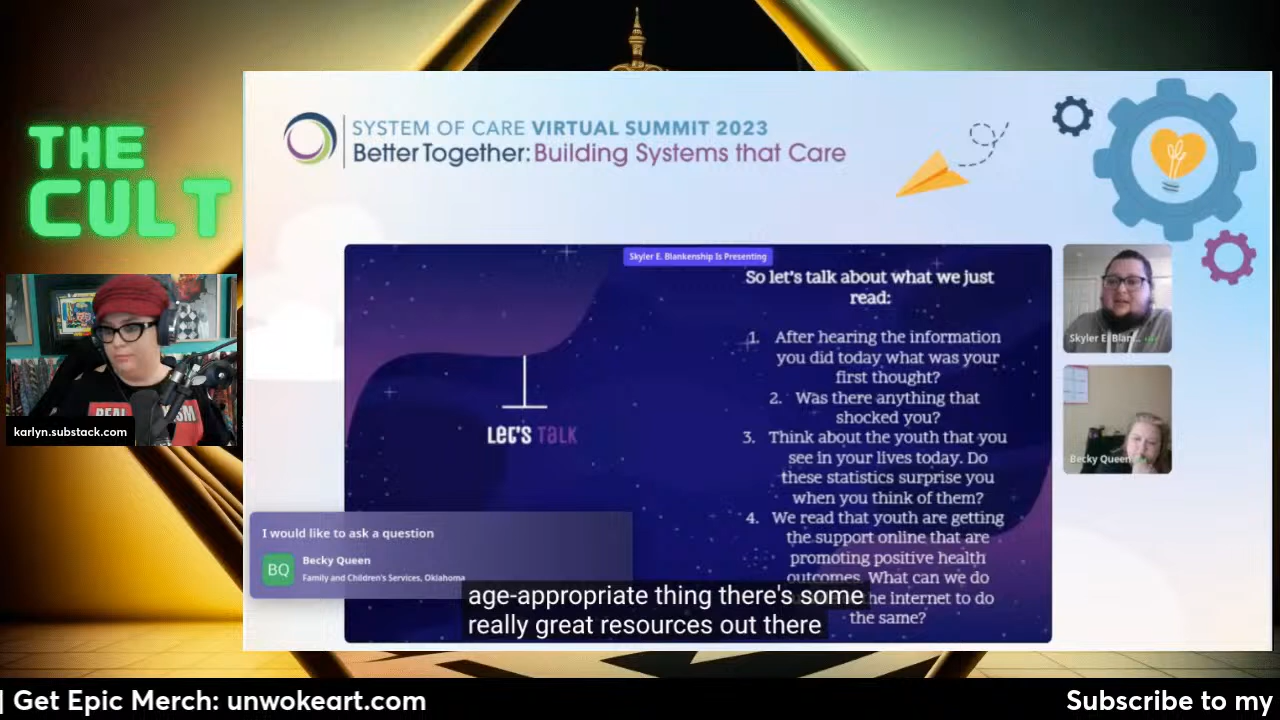 THE
CULT
karlyn.substack.com
SYSTEM OF CARE VIRTUAL SUMMIT 2023
Better Together: Building Systems that Care
Skyler E. Blankenship Is Presenting
So let's talk about what we just
read:
1. After hearing the information
you did today what was your
first thought?
2. Was there anything that
shocked you?
3. Think about the youth that you
see in your lives today. Do
these statistics surprise you
when you think of them?
4. We read that youth are getting
the support online that are
promoting positive health
outcomes. What can we do
the internet to do
the same?
LET'S TALK
Skyler E. Blan...
Becky Queen
I would like to ask a question
BQ
Becky Queen
Family and Children's Services, Oklahoma
age-appropriate thing there's some
really great resources out there
REAL
| Get Epic Merch: unwokeart.com
Subscribe to my